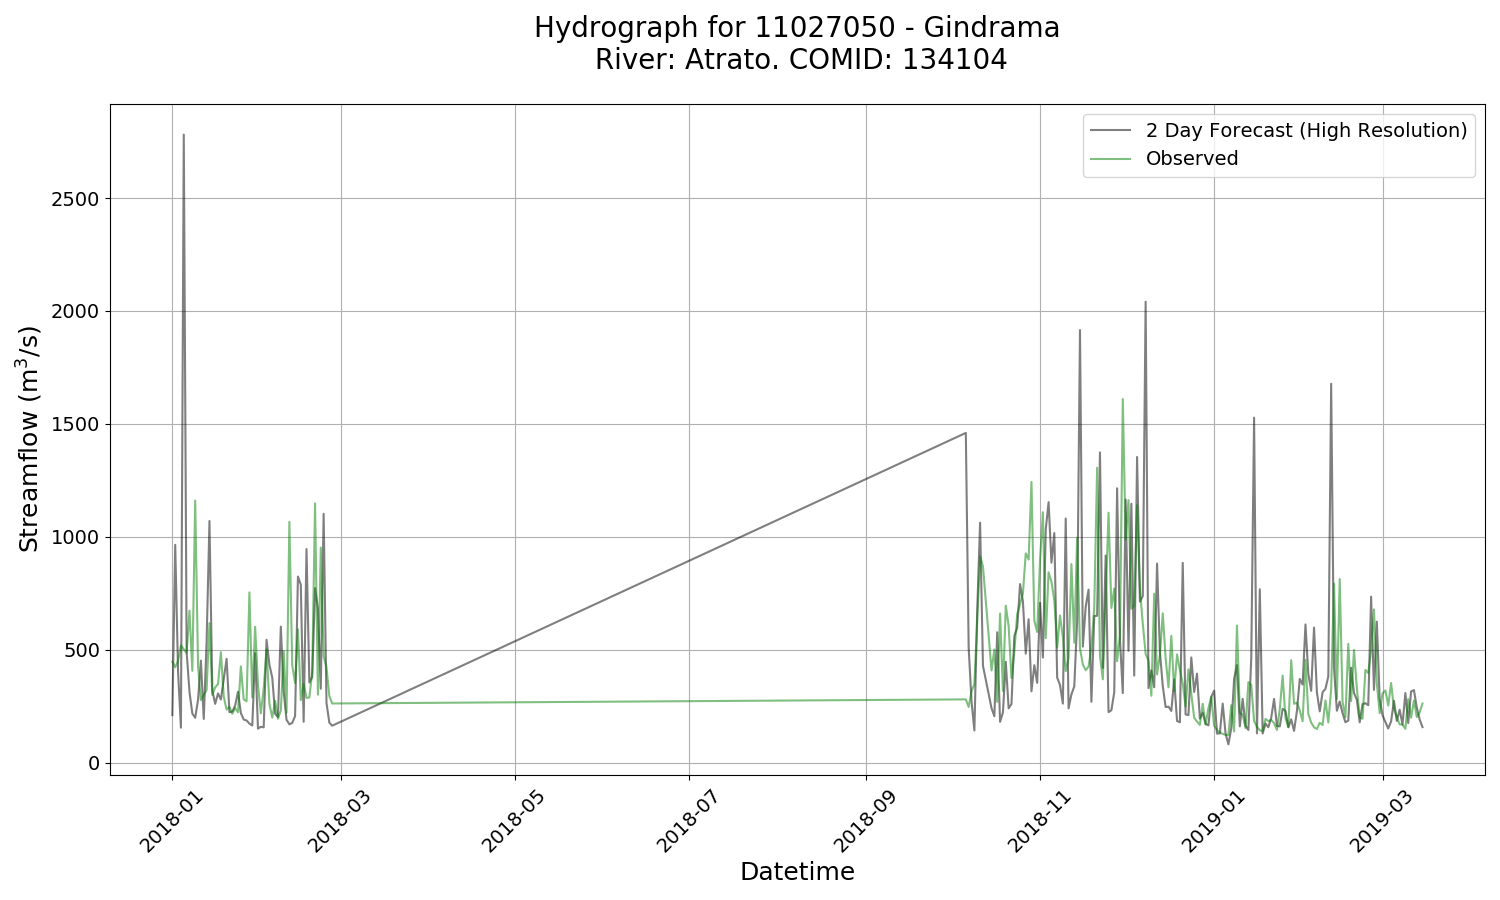 Hydrograph for 11027050 - Gindrama
River: Atrato. COMID: 134104
2 Day Forecast (High Resolution)
Observed
Streamflow (m³/s)
2500
2000
1500
1000
500
0
2018-01
2018-03
2018-05
2018-07
2018-09
2018-11
2019-01
2019-03
Datetime